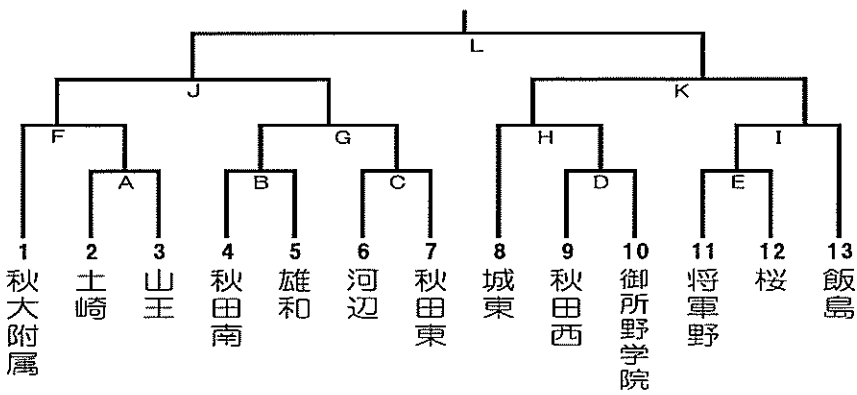 L
J K
F G H I
A B C D E
1 2 3 4 5 6 7 8 9 10 11 12 13
秋大附属
土崎
山王
秋田南
雄和
河辺
秋田東
城東
秋田西
御所野学院
将軍野
桜
飯島